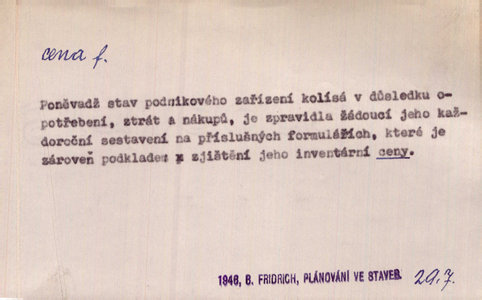 cena f.
Poněvadž stav podnikového zařízení kolísá v důsledku o-
potřebení, ztrát a nákupů, je zpravidla žádoucí jeho kaž-
doroční sestavení na příslušných formulářích, které je
zároveň podkladem x zjištění jeho inventární ceny.
1946, B. FRIDRICH, PLÁNOVÁNÍ VE STAVEB. 29.7.